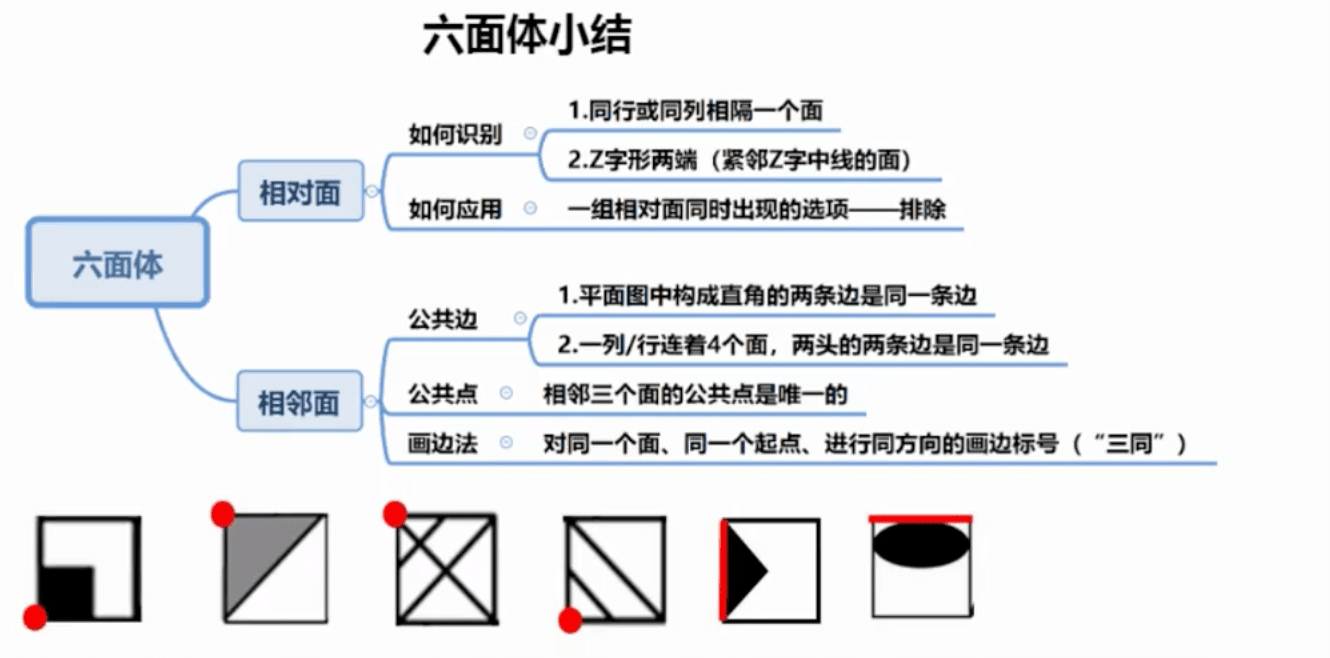 六面体小结
1.同行或同列相隔一个面
如何识别
2.Z字形两端（紧邻Z字中线的面）
相对面
如何应用 一组相对面同时出现的选项——排除
六面体
1.平面图中构成直角的两条边是同一条边
公共边
2.一列/行连着4个面，两头的两条边是同一条边
相邻面
公共点 相邻三个面的公共点是唯一的
画边法 对同一个面、同一个起点、进行同方向的画边标号（“三同”）